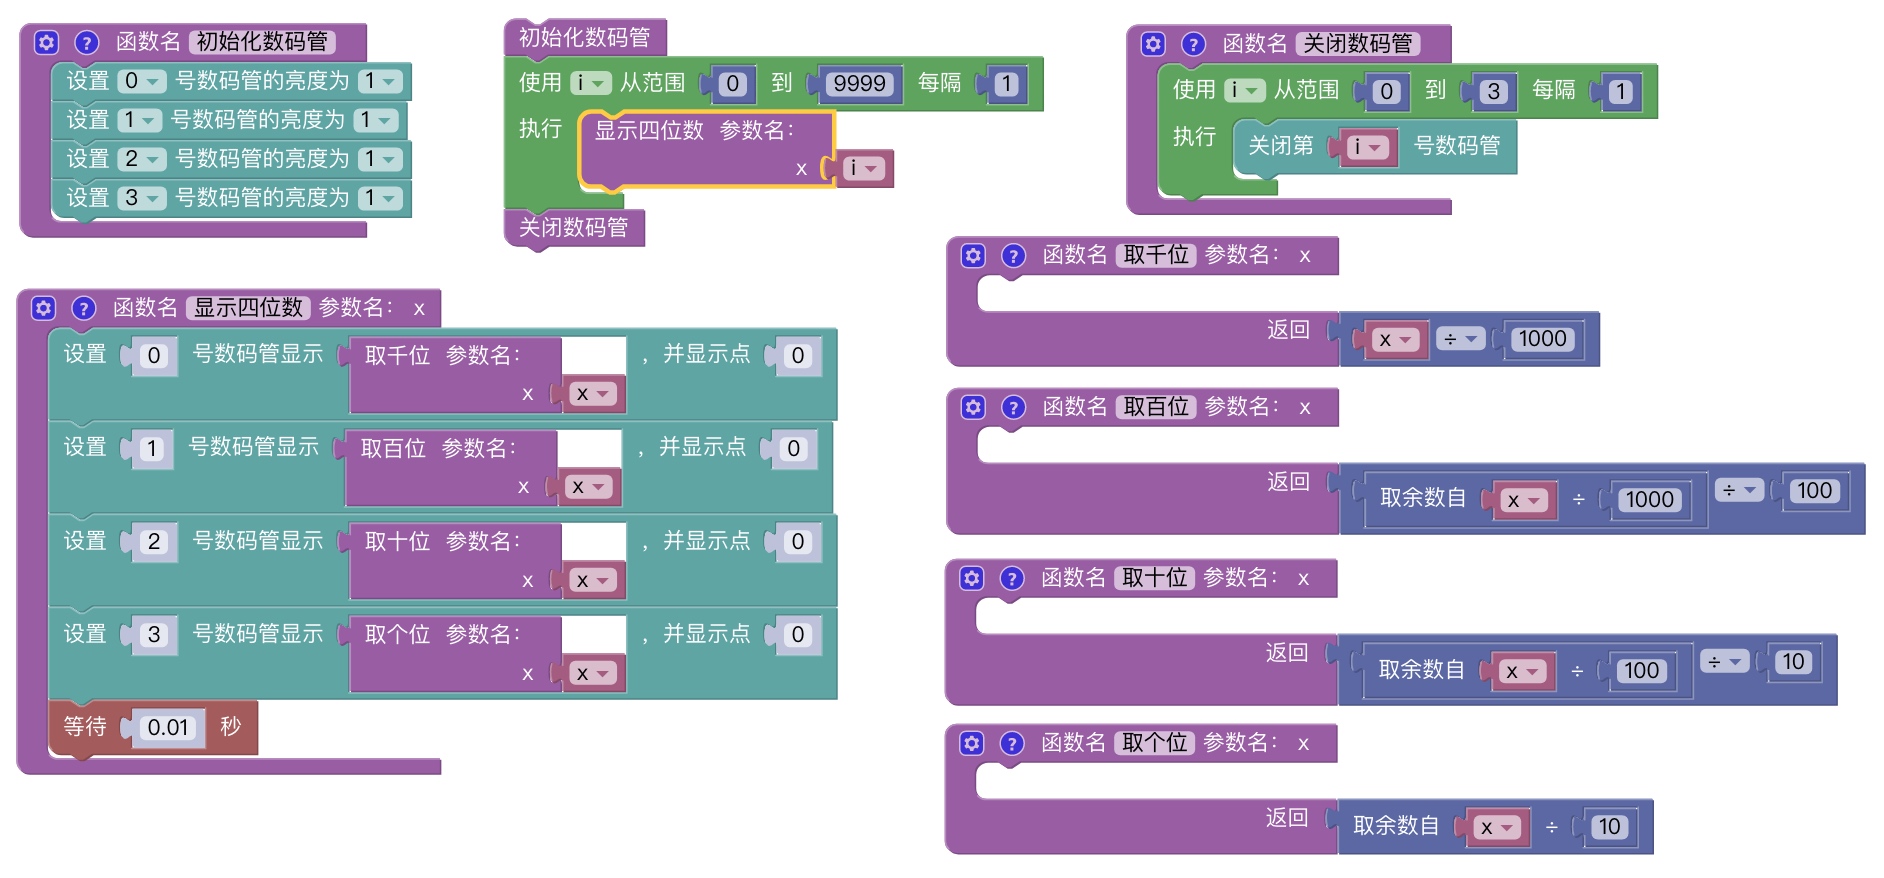 ? 函数名 初始化数码管
设置 0 号数码管的亮度为 1
设置 1 号数码管的亮度为 1
设置 2 号数码管的亮度为 1
设置 3 号数码管的亮度为 1
初始化数码管
使用 i 从范围 0 到 9999 每隔 1
执行 显示四位数 参数名:
x i
关闭数码管
? 函数名 关闭数码管
使用 i 从范围 0 到 3 每隔 1
执行 关闭第 i 号数码管
? 函数名 显示四位数 参数名: x
设置 0 号数码管显示 取千位 参数名: , 并显示点 0
x x
设置 1 号数码管显示 取百位 参数名: , 并显示点 0
x x
设置 2 号数码管显示 取十位 参数名: , 并显示点 0
x x
设置 3 号数码管显示 取个位 参数名: , 并显示点 0
x x
等待 0.01 秒
? 函数名 取千位 参数名: x
返回 x ÷ 1000
? 函数名 取百位 参数名: x
返回 取余数自 x ÷ 1000 ÷ 100
? 函数名 取十位 参数名: x
返回 取余数自 x ÷ 100 ÷ 10
? 函数名 取个位 参数名: x
返回 取余数自 x ÷ 10